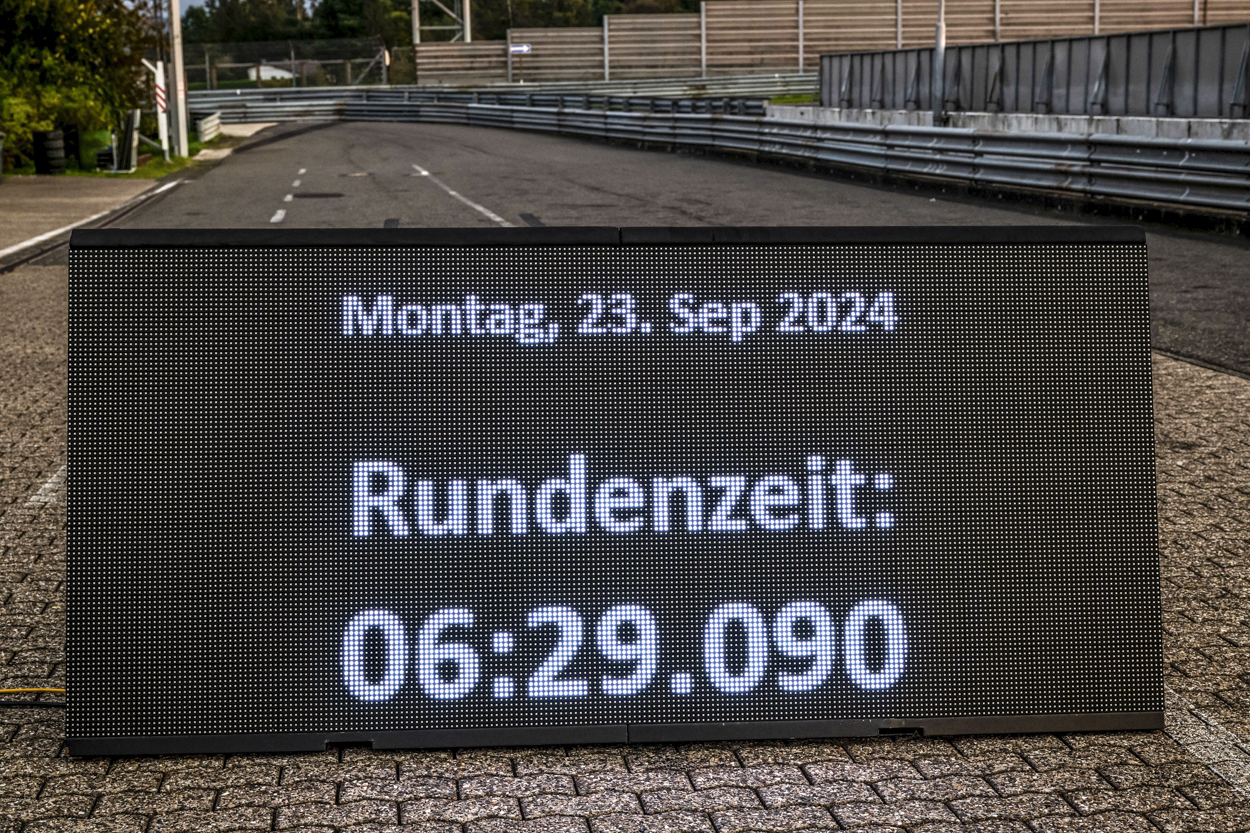 Montag, 23. Sep 2024
Rundenzeit:
06:29.090